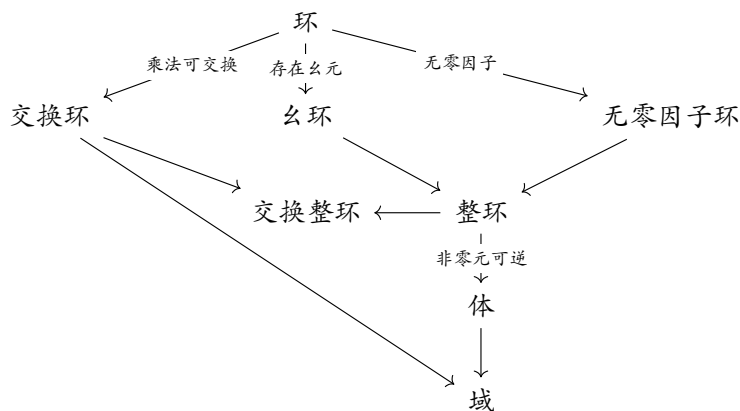 环
乘法可交换 存在幺元 无零因子
交换环 幺环 无零因子环
交换整环 整环
非零元可逆
体
域